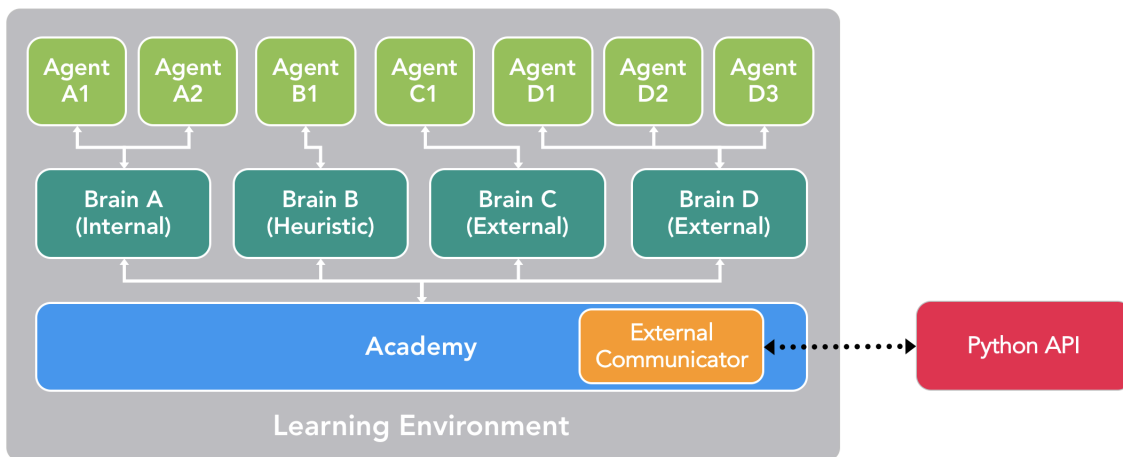 Agent
A1
Agent
A2
Agent
B1
Agent
C1
Agent
D1
Agent
D2
Agent
D3
Brain A
(Internal)
Brain B
(Heuristic)
Brain C
(External)
Brain D
(External)
Academy
External
Communicator
Python API
Learning Environment